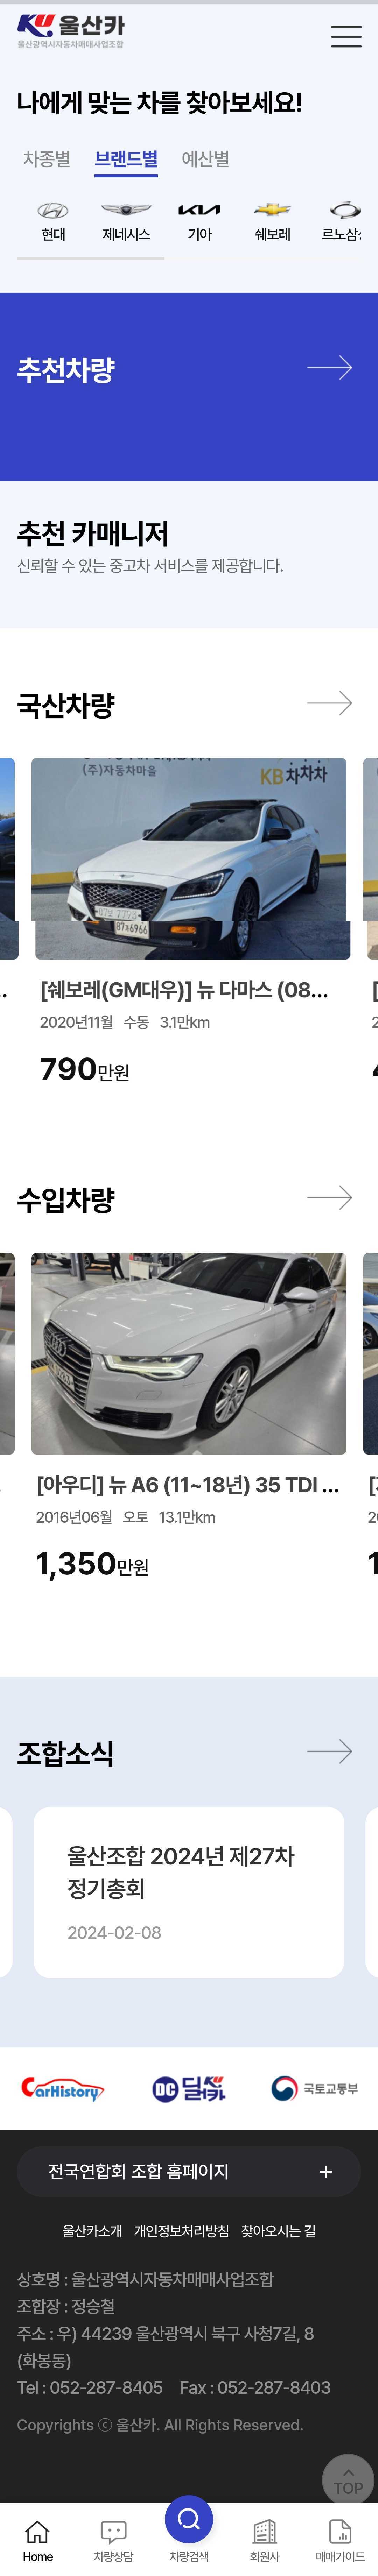 울산카
울산광역시자동차매매사업조합
나에게 맞는 차를 찾아보세요!
차종별 브랜드별 예산별
현대 제네시스 기아 쉐보레 르노삼성
추천차량
추천 카매니저
신뢰할 수 있는 중고차 서비스를 제공합니다.
국산차량
(주)자동차마을
KB차차차
[쉐보레(GM대우)] 뉴 다마스 (08...
2020년11월 수동 3.1만km
790만원
수입차량
[아우디] 뉴 A6 (11~18년) 35 TDI ...
2016년06월 오토 13.1만km
1,350만원
조합소식
울산조합 2024년 제27차
정기총회
2024-02-08
CarHistory DC 딜러카 국토교통부
전국연합회 조합 홈페이지 +
울산카소개 개인정보처리방침 찾아오시는 길
상호명 : 울산광역시자동차매매사업조합
조합장 : 정승철
주소 : 우) 44239 울산광역시 북구 사청7길, 8
(화봉동)
Tel : 052-287-8405 Fax : 052-287-8403
Copyrights ⓒ 울산카. All Rights Reserved.
TOP
Home 차량상담 차량검색 회원사 매매가이드